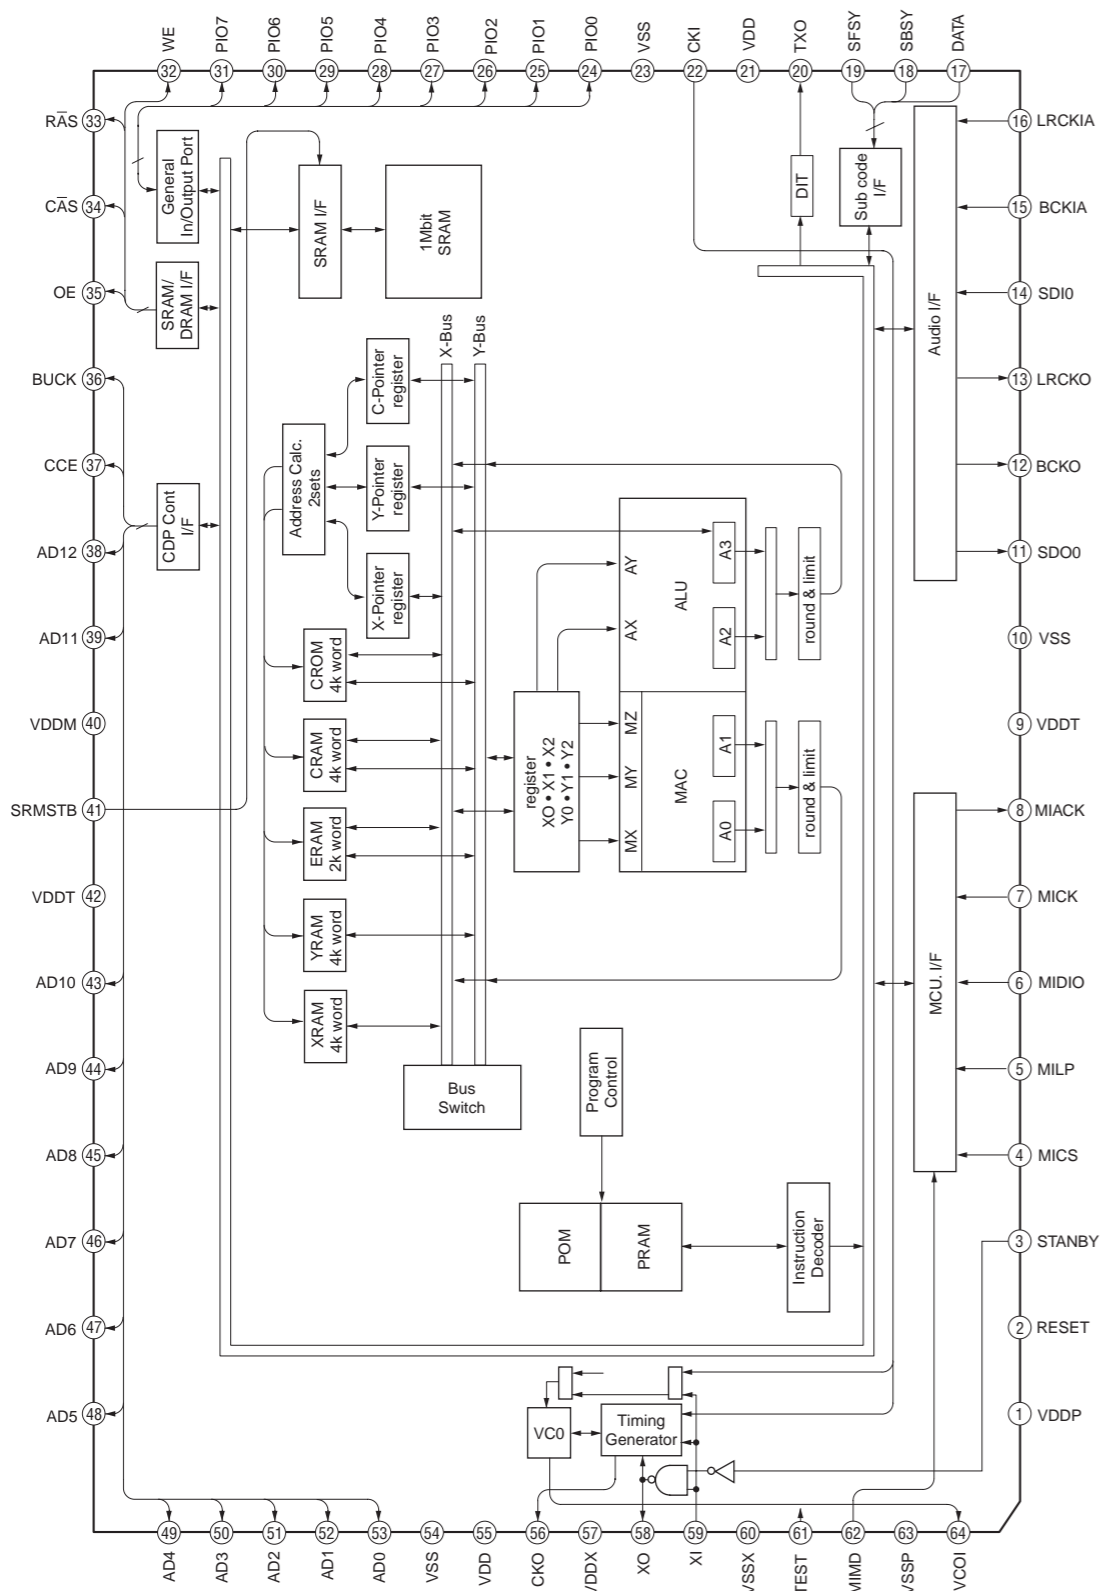 WE
PIO7
PIO6
PIO5
PIO4
PIO3
PIO2
PIO1
PIO0
VSS
CKI
VDD
TXO
SFSY
SBSY
DATA
32
31
30
29
28
27
26
25
24
23
22
21
20
19
18
17
RAS 33
CAS 34
OE 35
BUCK 36
CCE 37
AD12 38
AD11 39
VDDM 40
SRMSTB 41
VDDT 42
AD10 43
AD9 44
AD8 45
AD7 46
AD6 47
AD5 48
16 LRCKIA
15 BCKIA
14 SDI0
13 LRCKO
12 BCKO
11 SDO0
10 VSS
9 VDDT
8 MIACK
7 MICK
6 MIDIO
5 MILP
4 MICS
3 STANBY
2 RESET
1 VDDP
General
In/Output Port
SRAM/
DRAM I/F
CDP Cont
I/F
SRAM I/F
1Mbit
SRAM
DIT
Sub code
I/F
Audio I/F
MCU. I/F
X-Bus
Y-Bus
C-Pointer
register
Y-Pointer
register
X-Pointer
register
Address Calc.
2sets
CROM
4k word
CRAM
4k word
ERAM
2k word
YRAM
4k word
XRAM
4k word
Bus
Switch
register
XO • X1 • X2
Y0 • Y1 • Y2
AY
AX
ALU
A3
A2
MZ
MY
MX
MAC
A1
A0
round & limit
round & limit
Program
Control
POM
PRAM
Instruction
Decoder
VC0
Timing
Generator
49
50
51
52
53
54
55
56
57
58
59
60
61
62
63
64
AD4
AD3
AD2
AD1
AD0
VSS
VDD
CKO
VDDX
XO
XI
VSSX
TEST
MIMD
VSSP
VCOI